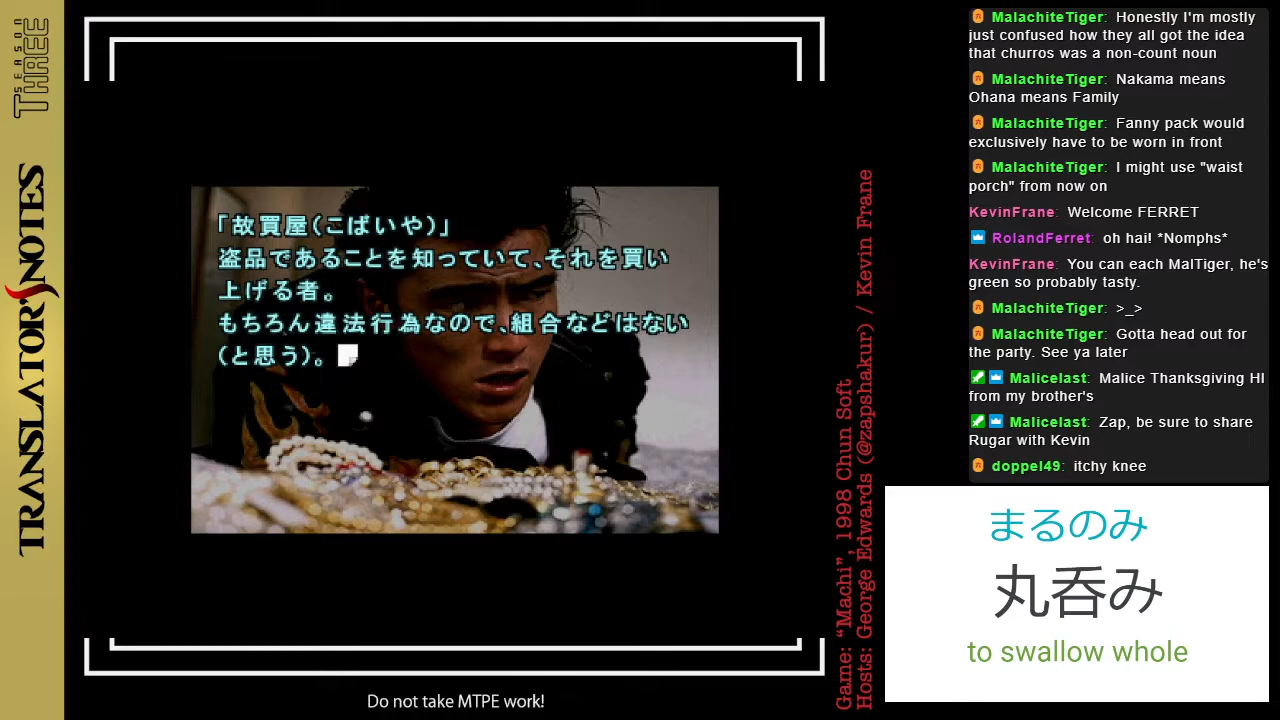 SEASON
THREE
TRANSLATOR'S NOTES
「故買屋(こばいや)」
盗品であることを知っていて、それを買い
上げる者。
もちろん違法行為なので、組合などはない
(と思う)。
Do not take MTPE work!
Game: "Machi", 1998 Chun Soft
Hosts: George Edwards (@zapshakur) / Kevin Frane
MalachiteTiger: Honestly I'm mostly
just confused how they all got the idea
that churros was a non-count noun
MalachiteTiger: Nakama means
Ohana means Family
MalachiteTiger: Fanny pack would
exclusively have to be worn in front
MalachiteTiger: I might use "waist
porch" from now on
KevinFrane: Welcome FERRET
RolandFerret: oh hai! *Nomphs*
KevinFrane: You can each MalTiger, he's
green so probably tasty.
MalachiteTiger: >_>
MalachiteTiger: Gotta head out for
the party. See ya later
Malicelast: Malice Thanksgiving HI
from my brother's
Malicelast: Zap, be sure to share
Rugar with Kevin
doppel49: itchy knee
まるのみ
丸呑み
to swallow whole